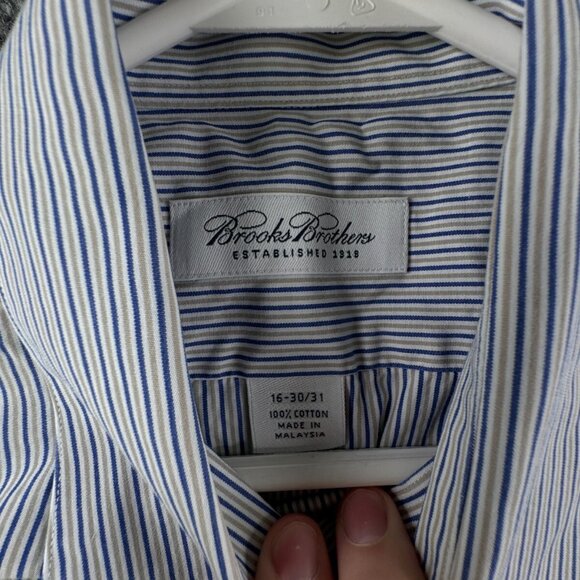 Brooks Brothers
ESTABLISHED 1818
16-30/31
100% COTTON
MADE IN
MALAYSIA